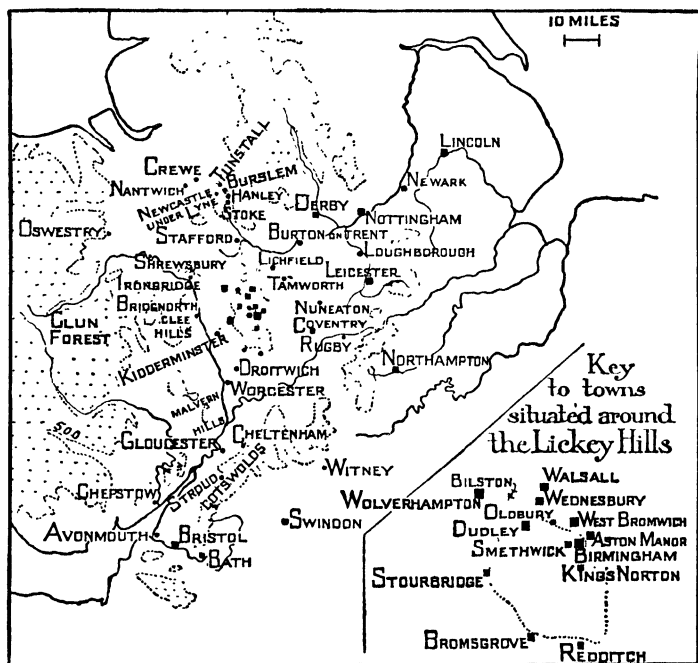 10 MILES
LINCOLN
TUNSTALL
CREWE
BURSLEM
NANTWICH
HANLEY
NEWARK
NEWCASTLE
UNDER LYNE
STOKE
DERBY
NOTTINGHAM
OSWESTRY
STAFFORD
BURTON ON TRENT
LOUGHBOROUGH
SHREWSBURY
LICHFIELD
LEICESTER
IRONBRIDGE
TAMWORTH
BRIDGNORTH
NUNEATON
CLEE
HILLS
COVENTRY
CLUN
FOREST
RUGBY
KIDDERMINSTER
NORTHAMPTON
DROITWICH
WORCESTER
MALVERN
HILLS
500
GLOUCESTER
CHELTENHAM
WITNEY
STROUD
COTSWOLDS
CHEPSTOW
SWINDON
AVONMOUTH
BRISTOL
BATH
Key
to towns
situated around
the Lickey Hills
WALSALL
BILSTON
WOLVERHAMPTON
WEDNESBURY
OLDBURY
WEST BROMWICH
DUDLEY
ASTON MANOR
SMETHWICK
BIRMINGHAM
STOURBRIDGE
KINGS NORTON
BROMSGROVE
REDDITCH